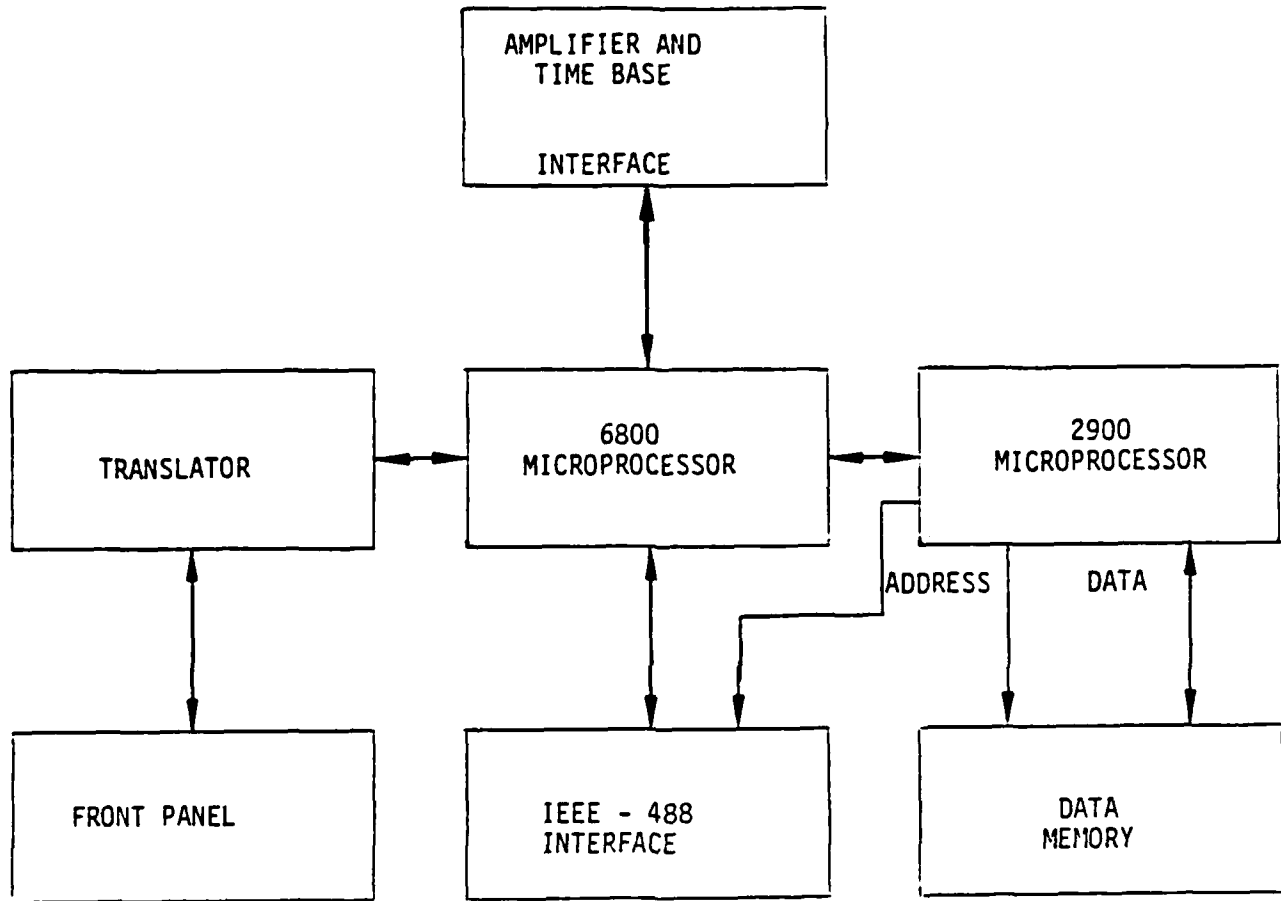 AMPLIFIER AND
TIME BASE
INTERFACE
TRANSLATOR
6800
MICROPROCESSOR
2900
MICROPROCESSOR
ADDRESS
DATA
FRONT PANEL
IEEE - 488
INTERFACE
DATA
MEMORY